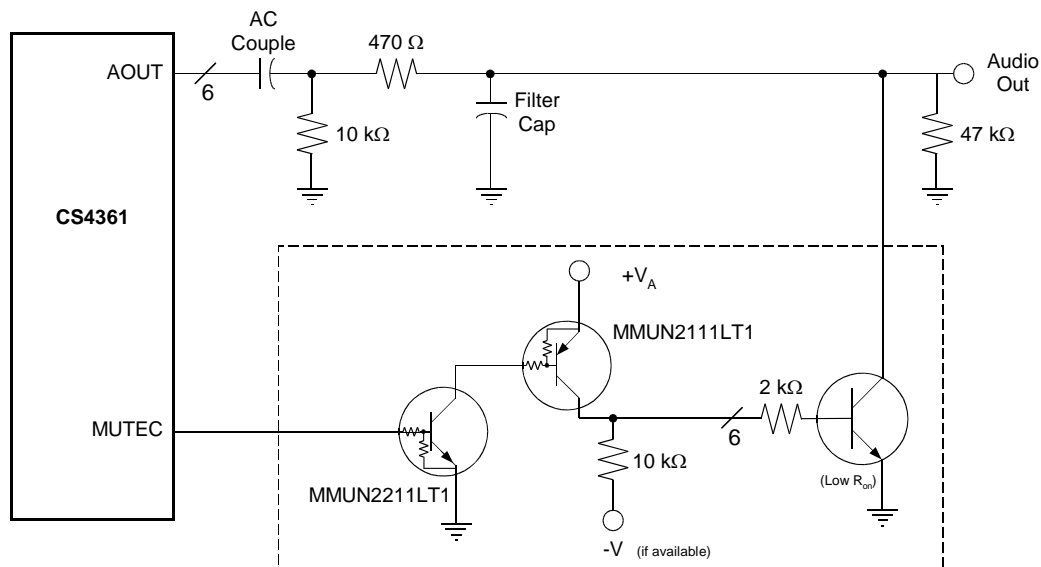 AC
Couple
470 Ω
AOUT
6
Audio
Out
Filter
Cap
10 kΩ
47 kΩ
CS4361
+VA
MMUN2111LT1
2 kΩ
MUTEC
6
10 kΩ
(Low Ron)
MMUN2211LT1
-V (if available)